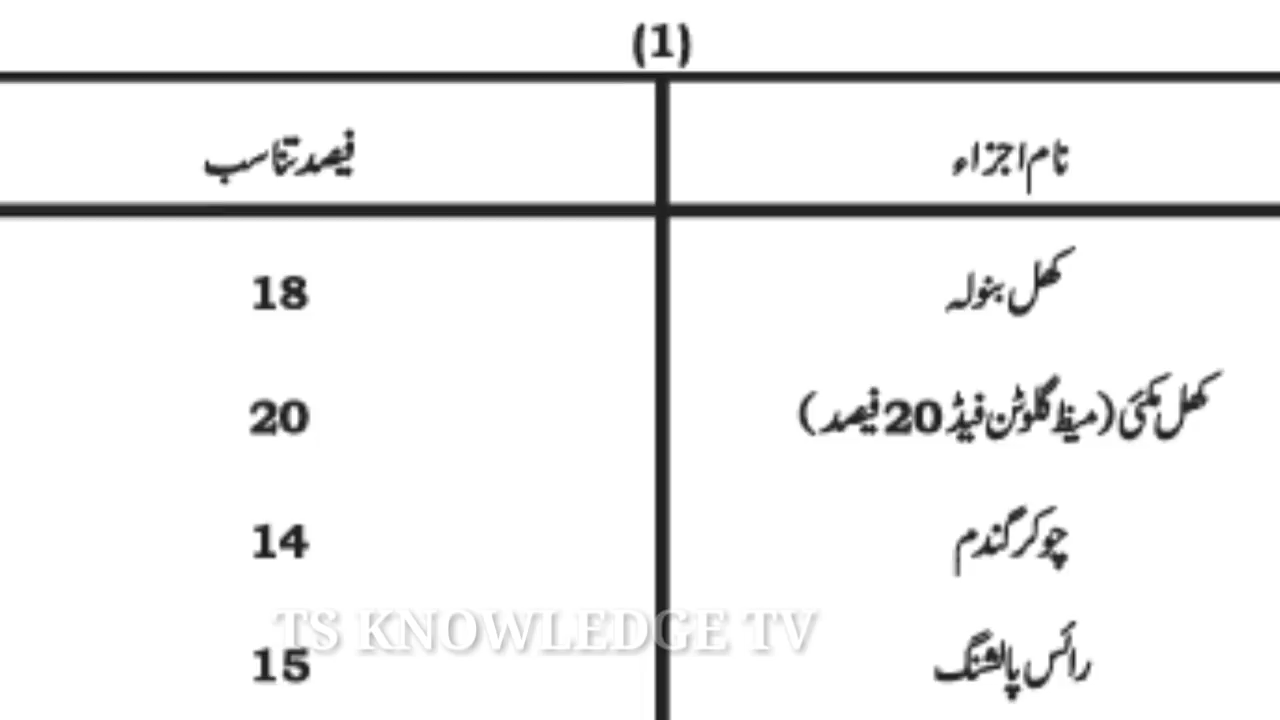 (1)
نام اجزاء فیصد تناسب
کھل بنولہ 18
کھل مکئی (میظ گلوٹن فیڈ 20 فیصد) 20
چوکر گندم 14
رائس پالشنگ 15
TS KNOWLEDGE TV